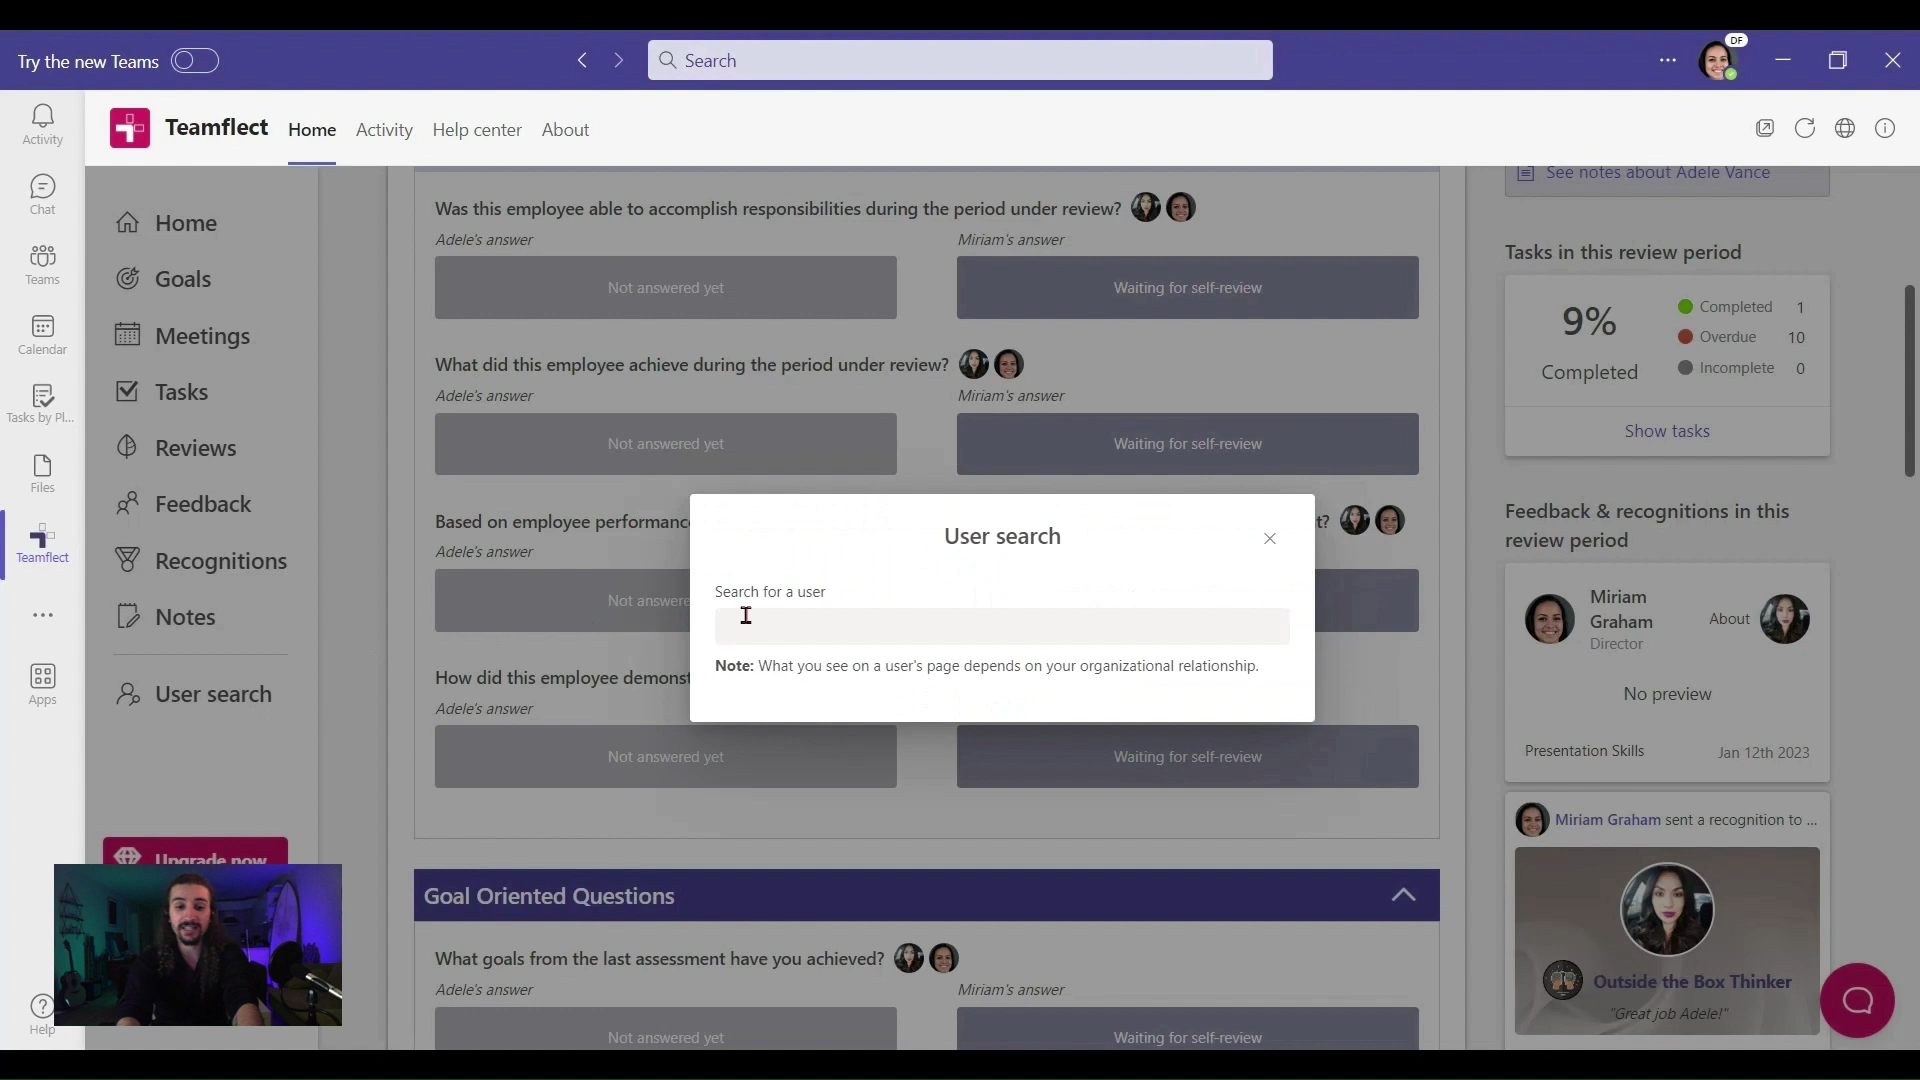 Try the new Teams
Search
DF
Activity
Chat
Teams
Calendar
Tasks by Pl...
Files
Teamflect
Apps
Help
Teamflect
Home
Activity
Help center
About
Home
Goals
Meetings
Tasks
Reviews
Feedback
Recognitions
Notes
User search
Upgrade now
Was this employee able to accomplish responsibilities during the period under review?
Adele's answer
Miriam's answer
Not answered yet
Waiting for self-review
What did this employee achieve during the period under review?
Adele's answer
Miriam's answer
Not answered yet
Waiting for self-review
Based on employee performance
t?
Adele's answer
Not answere
How did this employee demonst
Adele's answer
Not answered yet
Waiting for self-review
User search
Search for a user
Note: What you see on a user's page depends on your organizational relationship.
Goal Oriented Questions
What goals from the last assessment have you achieved?
Adele's answer
Miriam's answer
Not answered yet
Waiting for self-review
See notes about Adele Vance
Tasks in this review period
9%
Completed
Completed 1
Overdue 10
Incomplete 0
Show tasks
Feedback & recognitions in this
review period
Miriam
Graham
Director
About
No preview
Presentation Skills
Jan 12th 2023
Miriam Graham sent a recognition to ...
Outside the Box Thinker
"Great job Adele!"